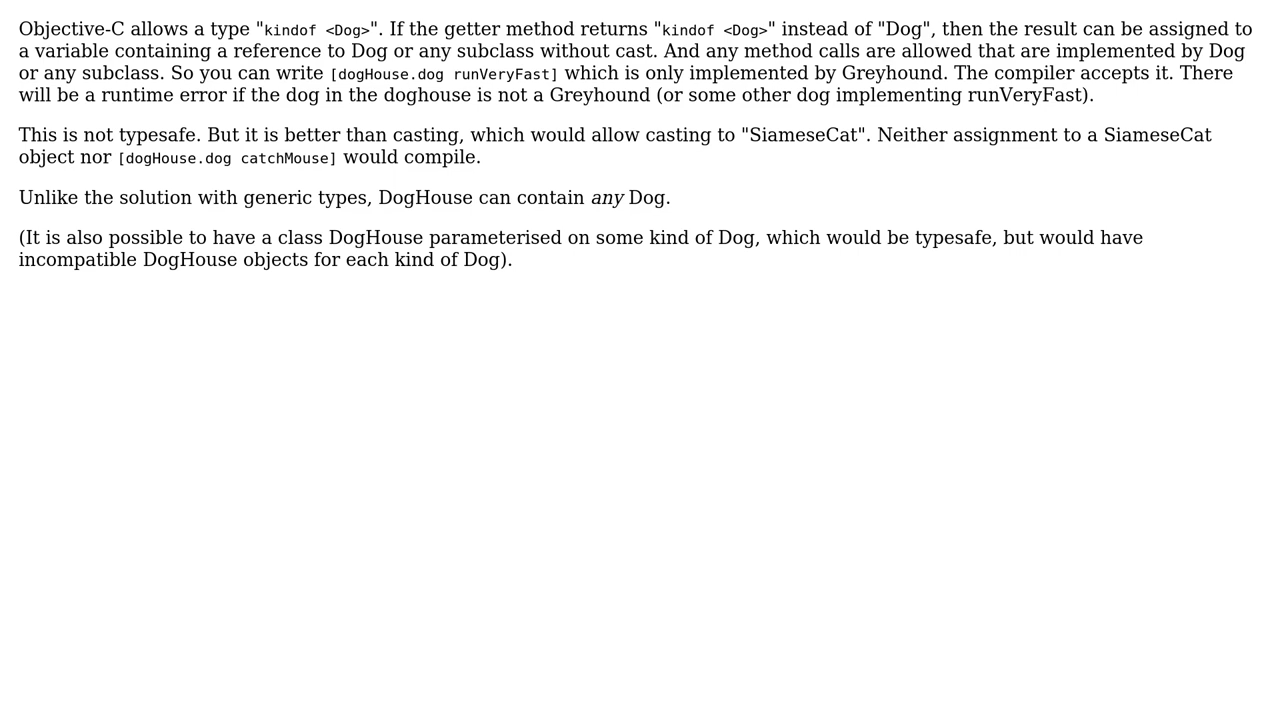 Objective-C allows a type "kindof <Dog>". If the getter method returns "kindof <Dog>" instead of "Dog", then the result can be assigned to
a variable containing a reference to Dog or any subclass without cast. And any method calls are allowed that are implemented by Dog
or any subclass. So you can write [dogHouse.dog runVeryFast] which is only implemented by Greyhound. The compiler accepts it. There
will be a runtime error if the dog in the doghouse is not a Greyhound (or some other dog implementing runVeryFast).
This is not typesafe. But it is better than casting, which would allow casting to "SiameseCat". Neither assignment to a SiameseCat
object nor [dogHouse.dog catchMouse] would compile.
Unlike the solution with generic types, DogHouse can contain any Dog.
(It is also possible to have a class DogHouse parameterised on some kind of Dog, which would be typesafe, but would have
incompatible DogHouse objects for each kind of Dog).